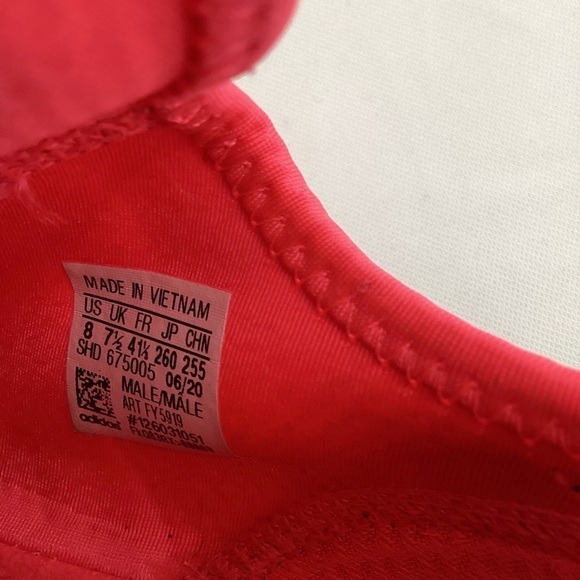 MADE IN VIETNAM
US UK FR JP CHN
8 7½ 41⅓ 260 255
SHD 675005 06/20
MALE/MÂLE
ART FY5919
#126031051
adidas